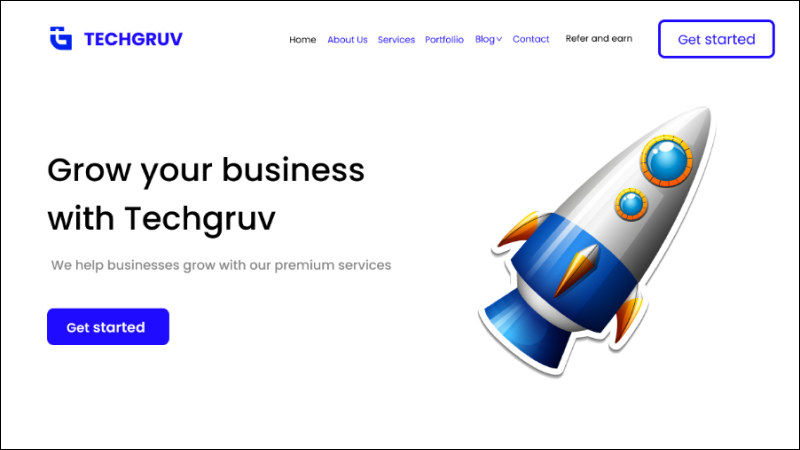 TECHGRUV
Home About Us Services Portfoliio Blog Contact Refer and earn Get started
Grow your business
with Techgruv
We help businesses grow with our premium services
Get started